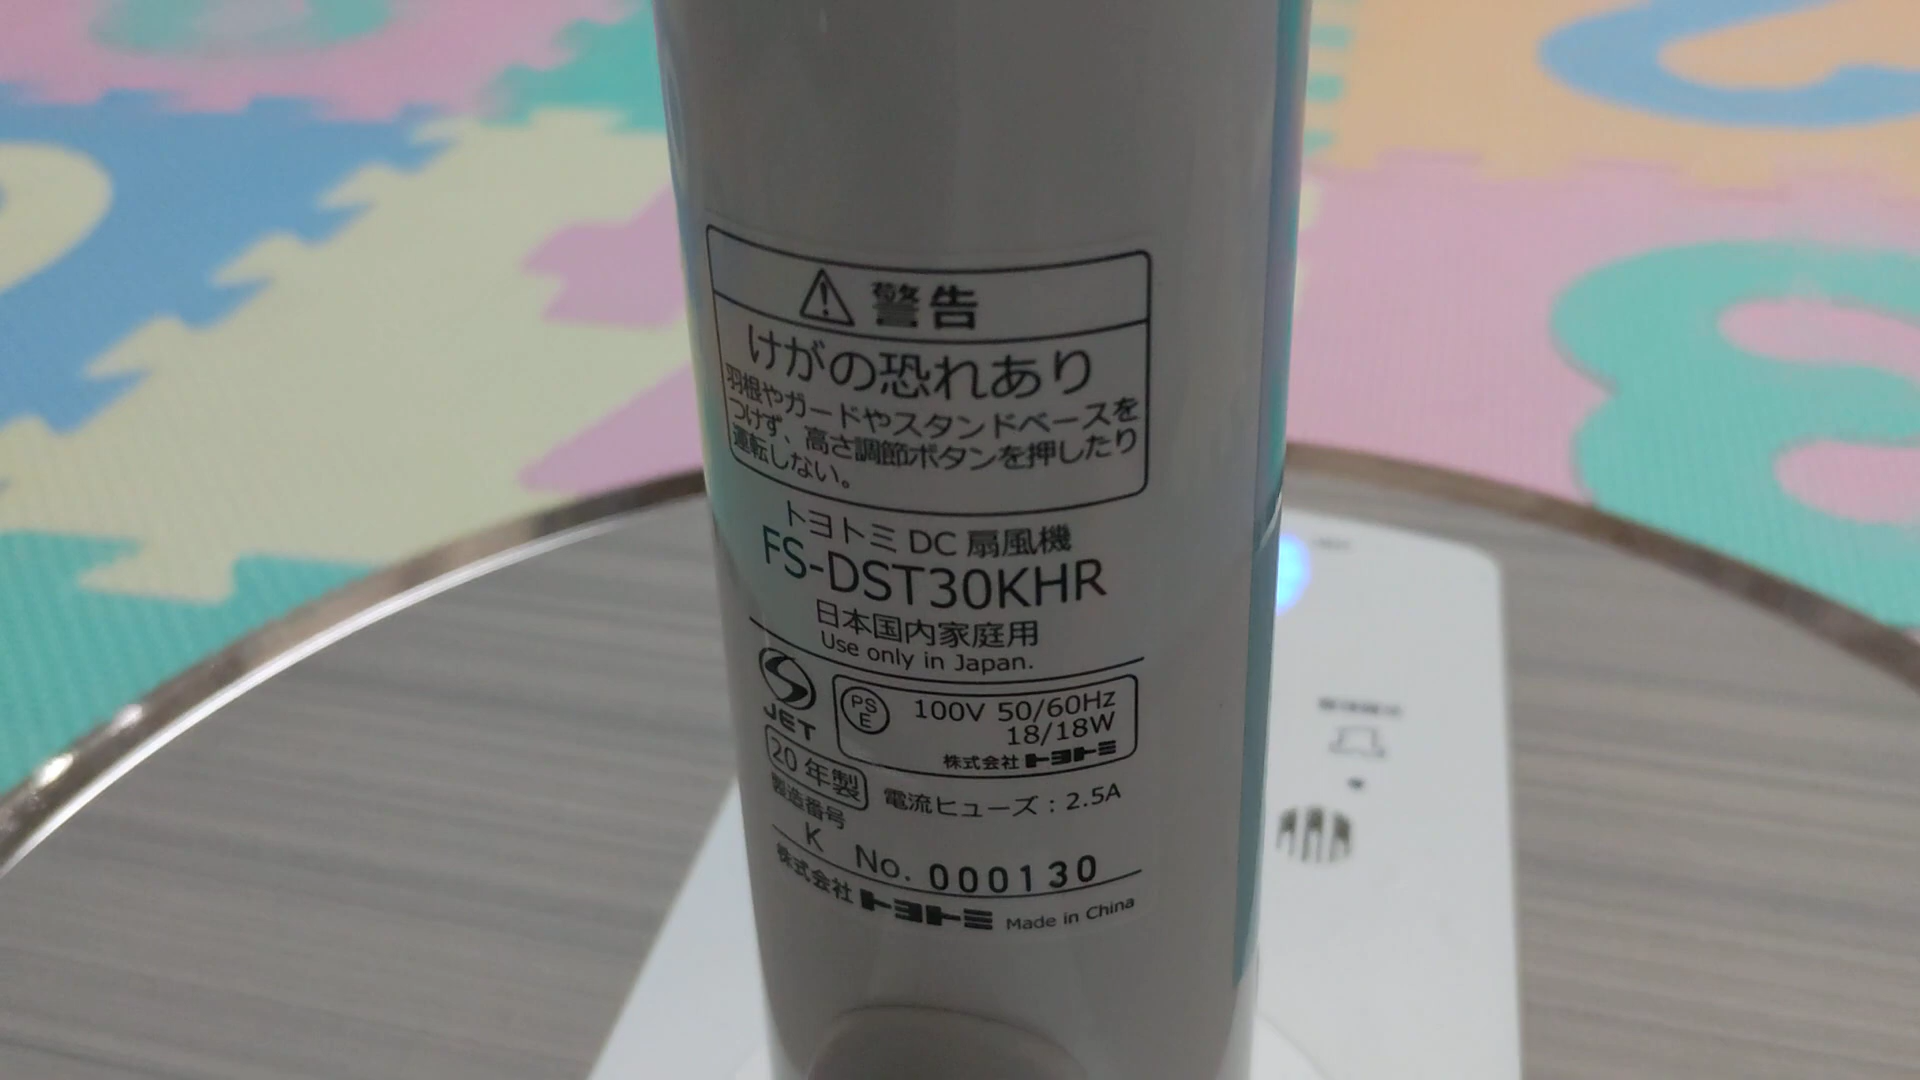 警告
けがの恐れあり
羽根やガードやスタンドベースを
つけず、高さ調節ボタンを押したり
運転しない。
トヨトミ DC 扇風機
FS-DST30KHR
日本国内家庭用
Use only in Japan.
JET
PS
E
100V 50/60Hz
18/18W
株式会社 トヨトミ
20 年製
電流ヒューズ：2.5A
製造番号
K No. 000130
株式会社 トヨトミ Made in China